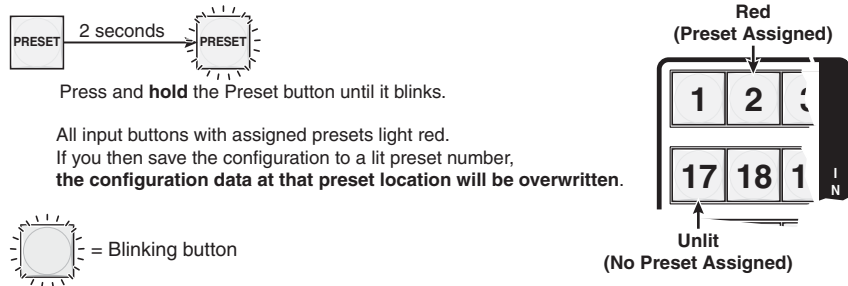 PRESET
2 seconds
PRESET
Press and hold the Preset button until it blinks.
All input buttons with assigned presets light red.
If you then save the configuration to a lit preset number,
the configuration data at that preset location will be overwritten.
= Blinking button
Red
(Preset Assigned)
1 2
17 18 1
I
N
Unlit
(No Preset Assigned)